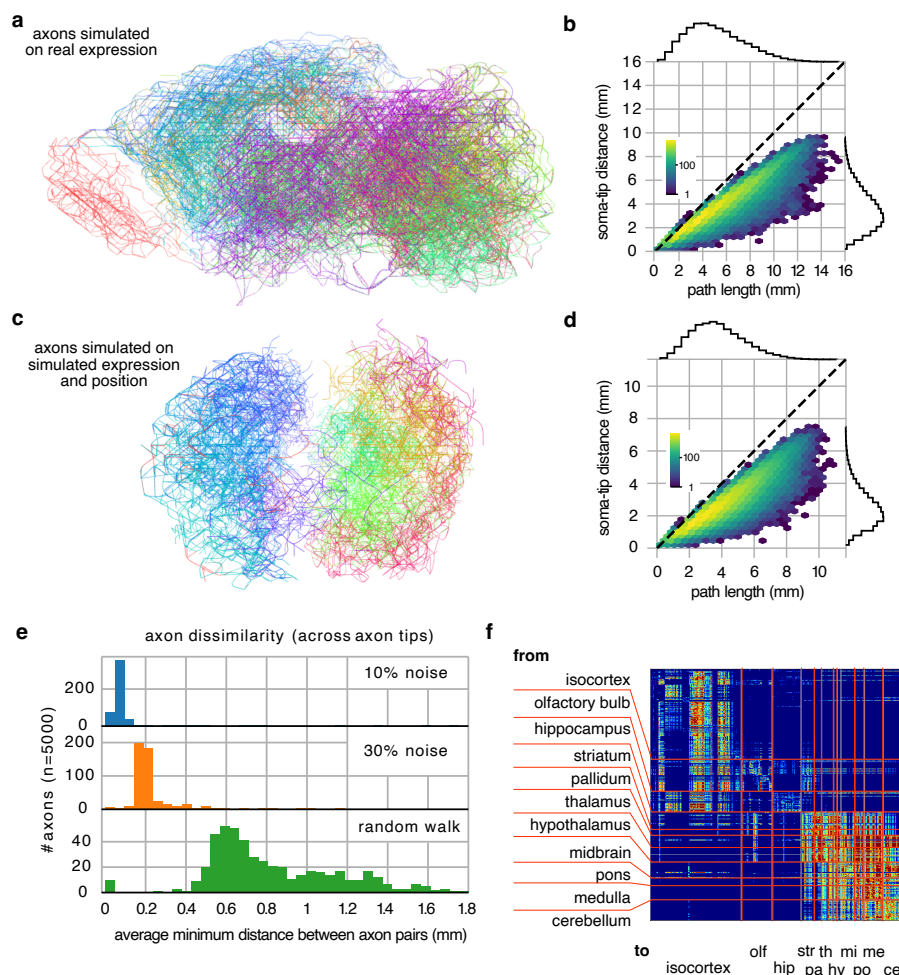 a
axons simulated
on real expression
b
16
14
12
10
8
6
4
2
0
soma-tip distance (mm)
100
1
0 2 4 6 8 10 12 14 16
path length (mm)
c
axons simulated on
simulated expression
and position
d
10
8
6
4
2
0
soma-tip distance (mm)
100
1
0 2 4 6 8 10
path length (mm)
e
axon dissimilarity (across axon tips)
10% noise
200
0
30% noise
200
100
0
random walk
40
20
0
# axons (n=5000)
0 0.2 0.4 0.6 0.8 1 1.2 1.4 1.6 1.8
average minimum distance between axon pairs (mm)
f
from
isocortex
olfactory bulb
hippocampus
striatum
pallidum
thalamus
hypothalamus
midbrain
pons
medulla
cerebellum
to
isocortex
olf
hip
str th mi me
pa hy po ce